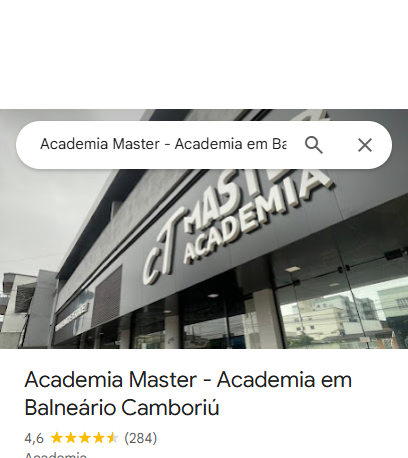 Academia Master - Academia em Ba
CT MASTER
ACADEMIA
Academia Master - Academia em
Balneário Camboriú
4,6 (284)
Academia